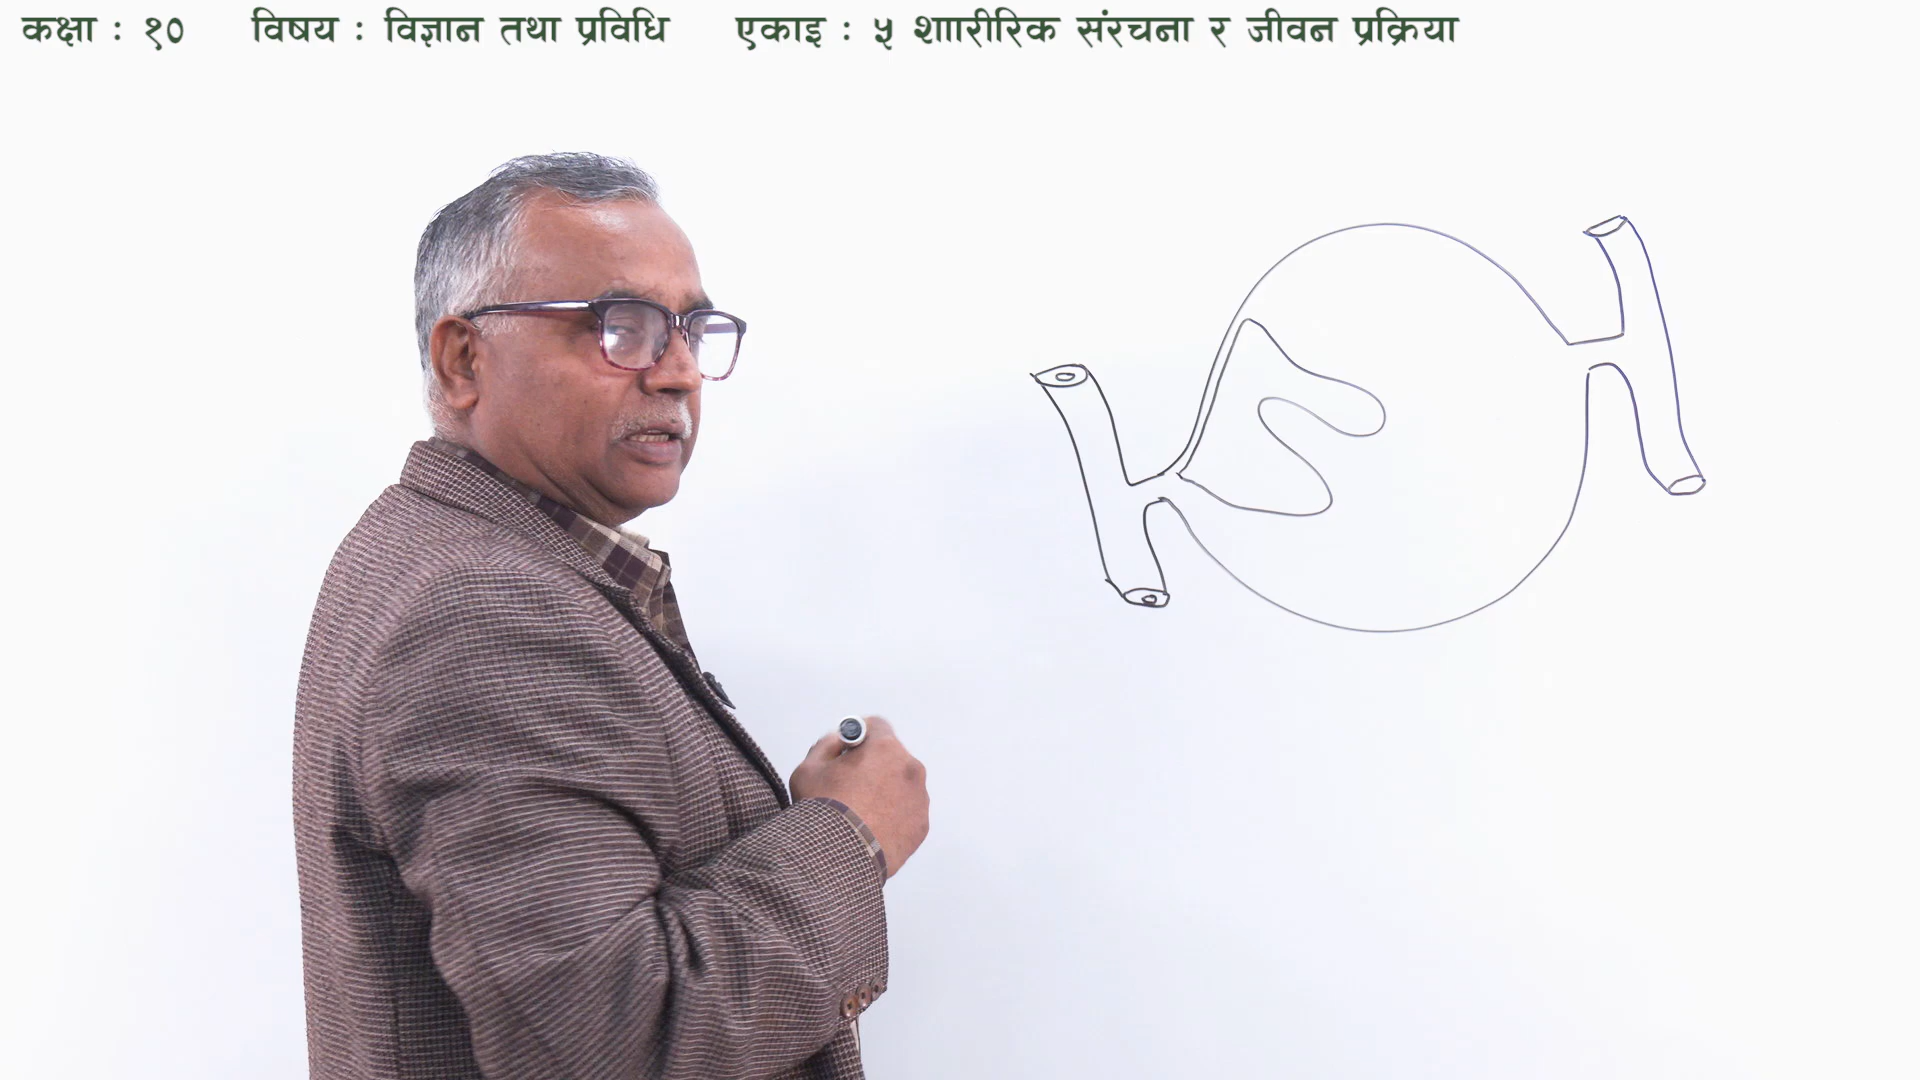 कक्षा : १० विषय : विज्ञान तथा प्रविधि एकाइ : ५ शाारीरिक संरचना र जीवन प्रक्रिया